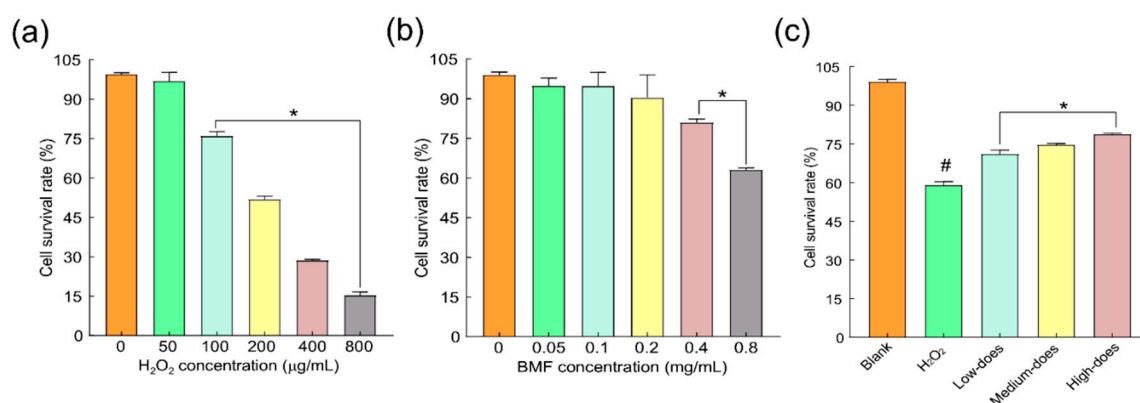 (a)
Cell survival rate (%)
105
90
75
60
45
30
15
0
*
0 50 100 200 400 800
H₂O₂ concentration (μg/mL)
(b)
Cell survival rate (%)
105
90
75
60
45
30
15
0
*
0 0.05 0.1 0.2 0.4 0.8
BMF concentration (mg/mL)
(c)
Cell survival rate (%)
105
90
75
60
45
30
15
0
#
*
Blank
H₂O₂
Low-does
Medium-does
High-does